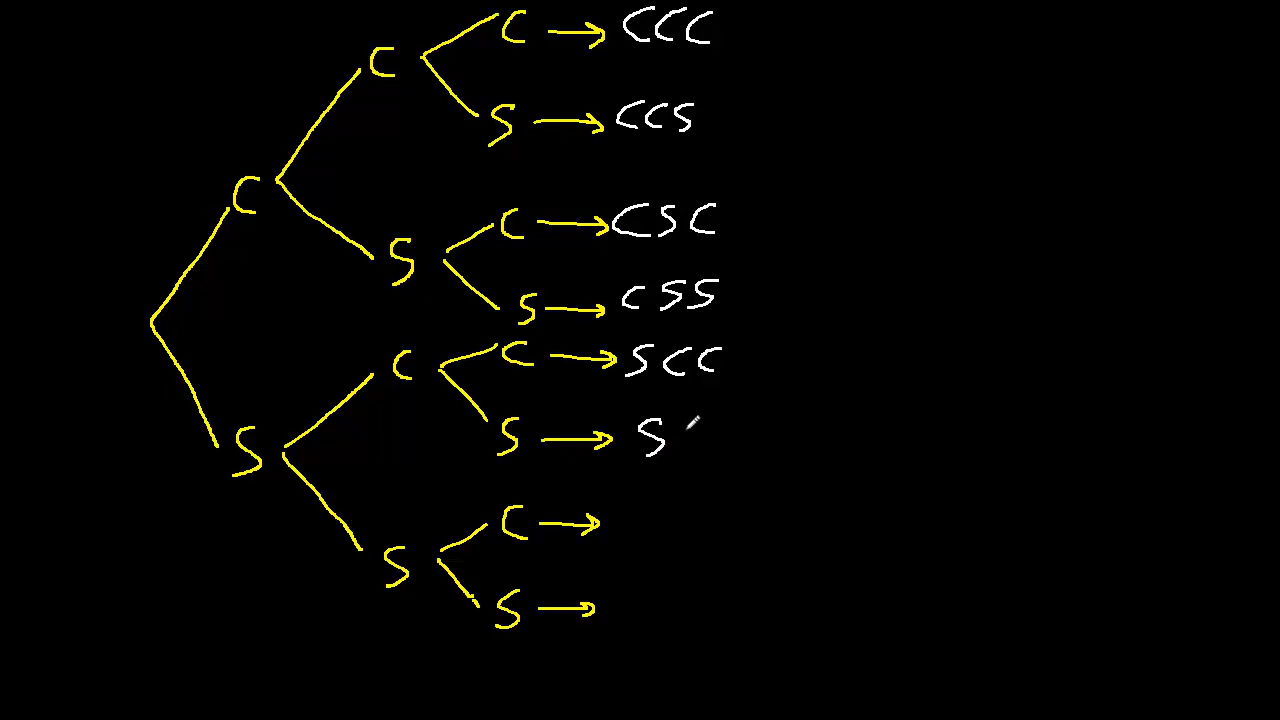 C → CCC
C
S → CCS
C
C → CSC
S
S → CSS
C → SCC
C
S → S
S
C →
S
S →